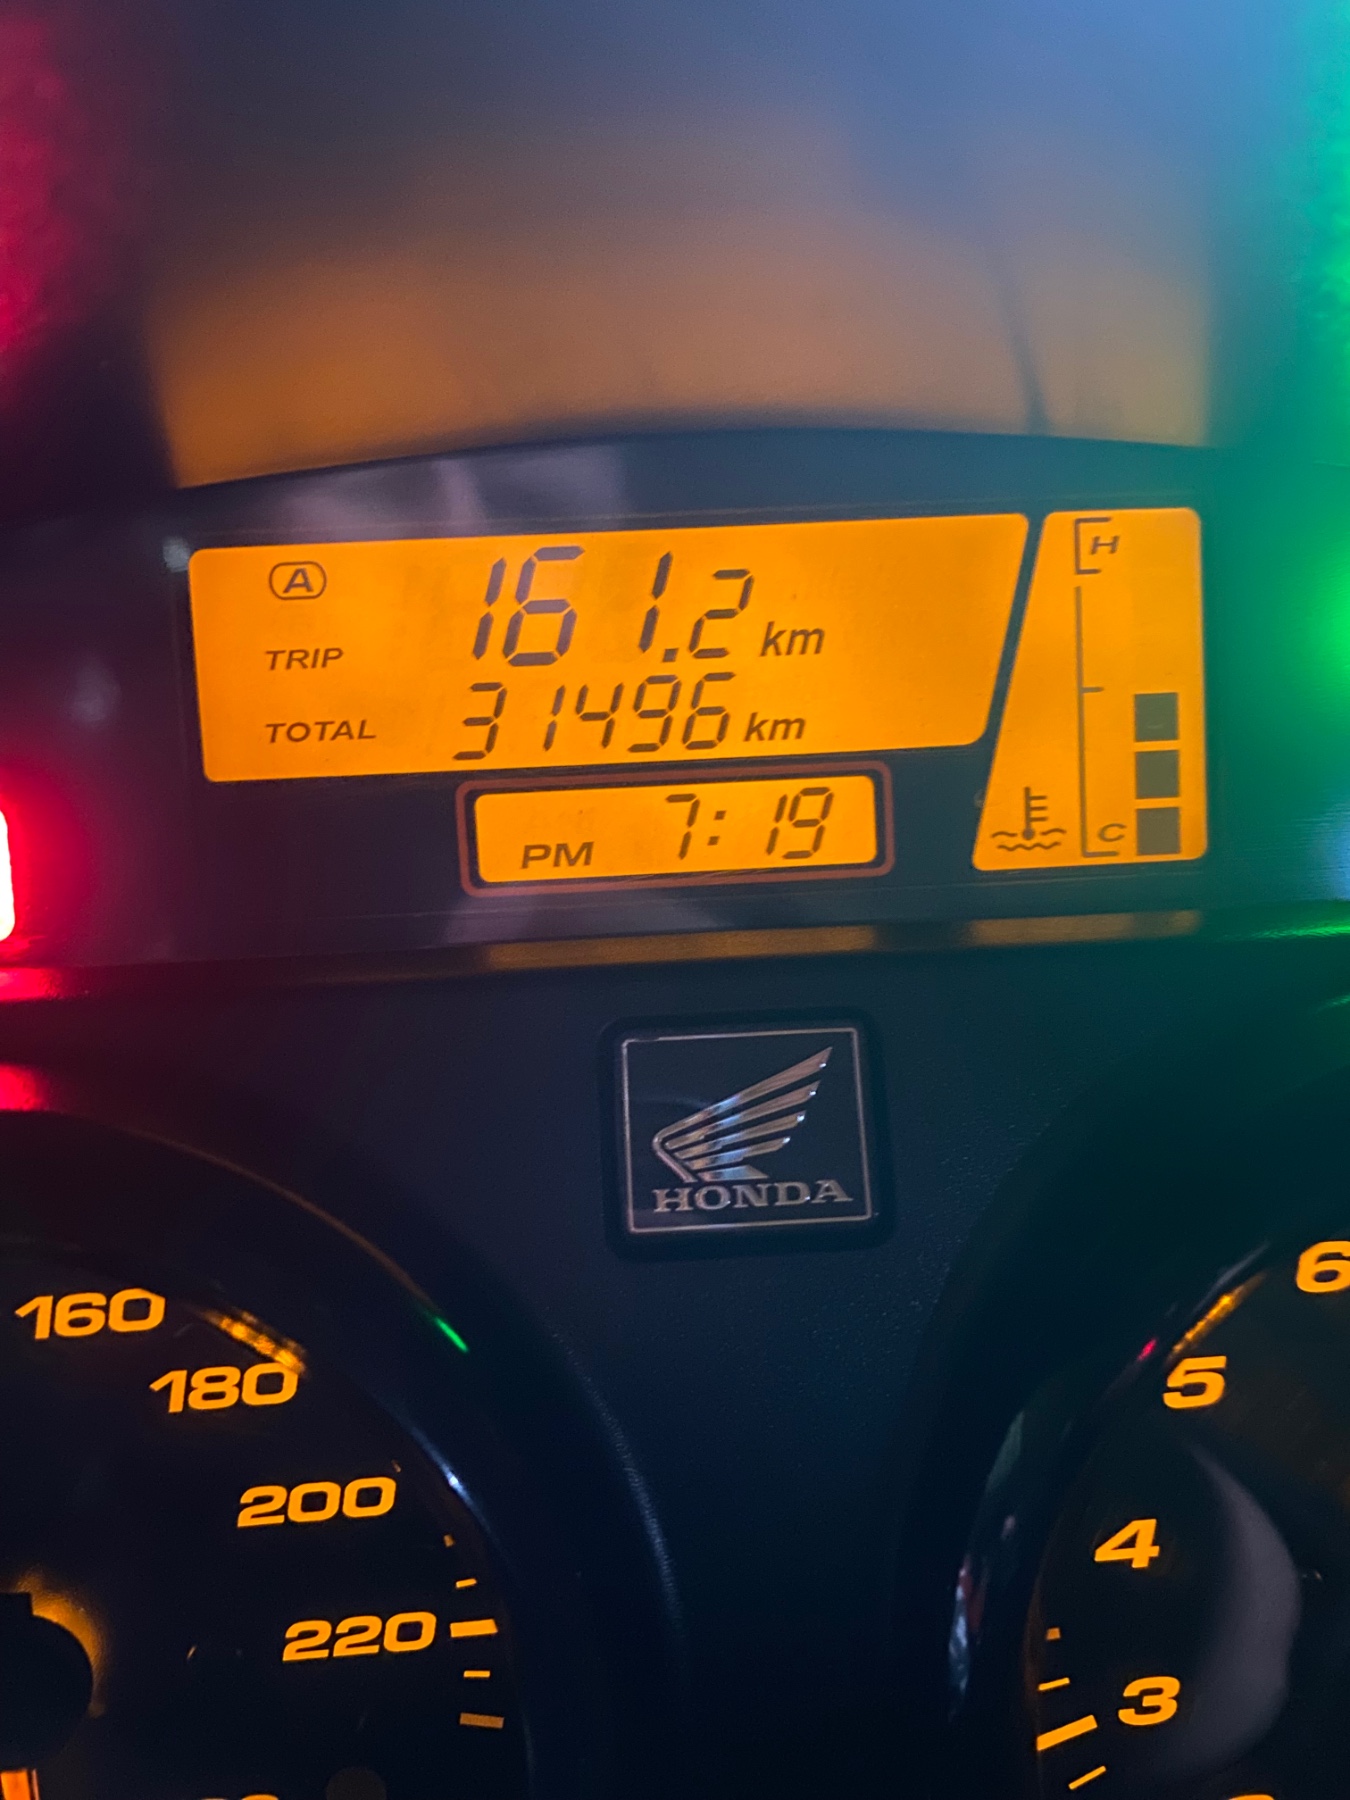 A
161.2 km
TRIP
TOTAL 31496 km
H
C
PM 7:19
HONDA
160
180
200
220
6
5
4
3